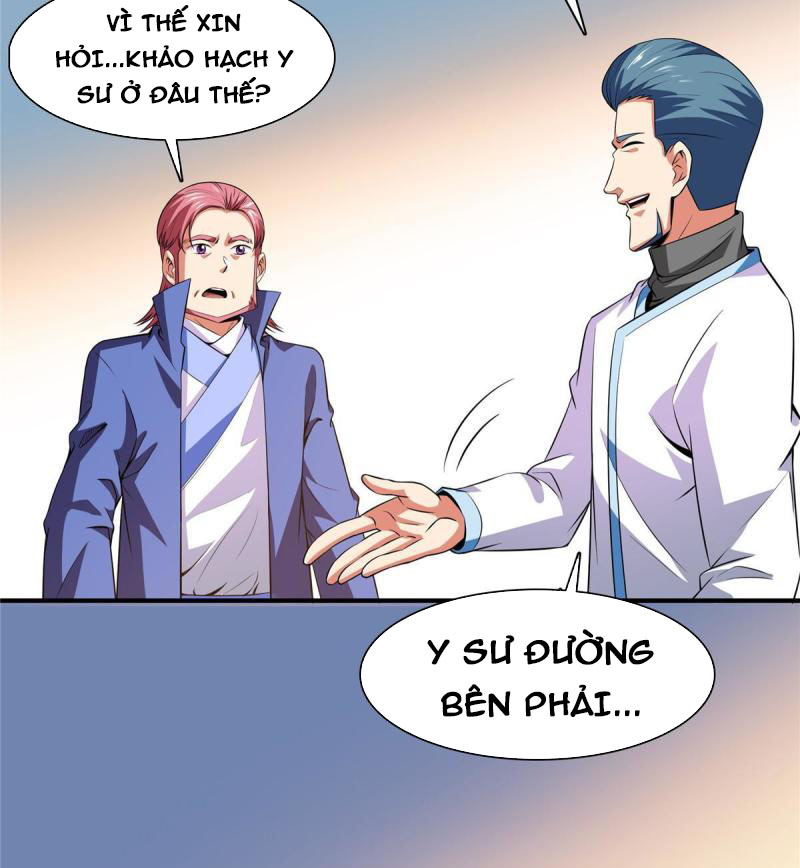 VÌ THẾ XIN
HỎI...KHẢO HẠCH Y
SƯ Ở ĐÂU THẾ?
Y SƯ ĐƯỜNG
BÊN PHẢI...